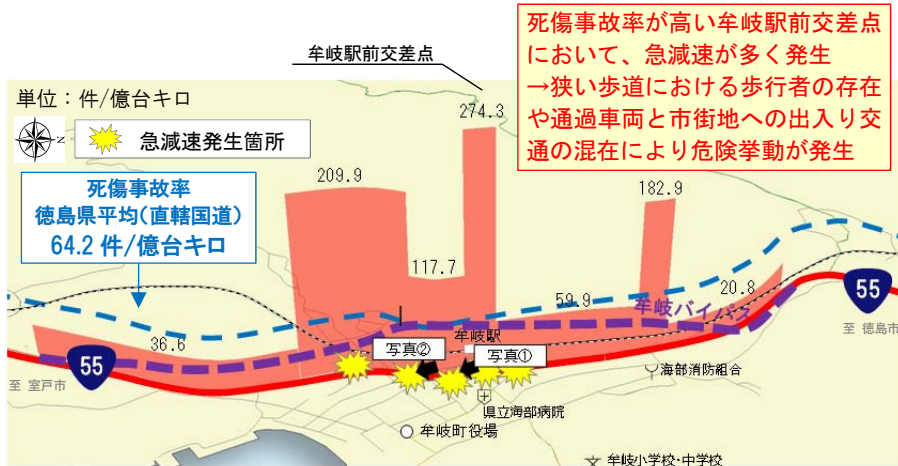 死傷事故率が高い牟岐駅前交差点
において、急減速が多く発生
→狭い歩道における歩行者の存在
や通過車両と市街地への出入り交
通の混在により危険挙動が発生
牟岐駅前交差点
単位：件/億台キロ
N
急減速発生箇所
274.3
209.9
182.9
死傷事故率
徳島県平均(直轄国道)
64.2 件/億台キロ
117.7
59.9
20.8
牟岐バイパス
55
至 徳島市
36.6
牟岐駅
写真②
写真①
55
至 室戸市
海部消防組合
県立海部病院
牟岐町役場
牟岐小学校・中学校